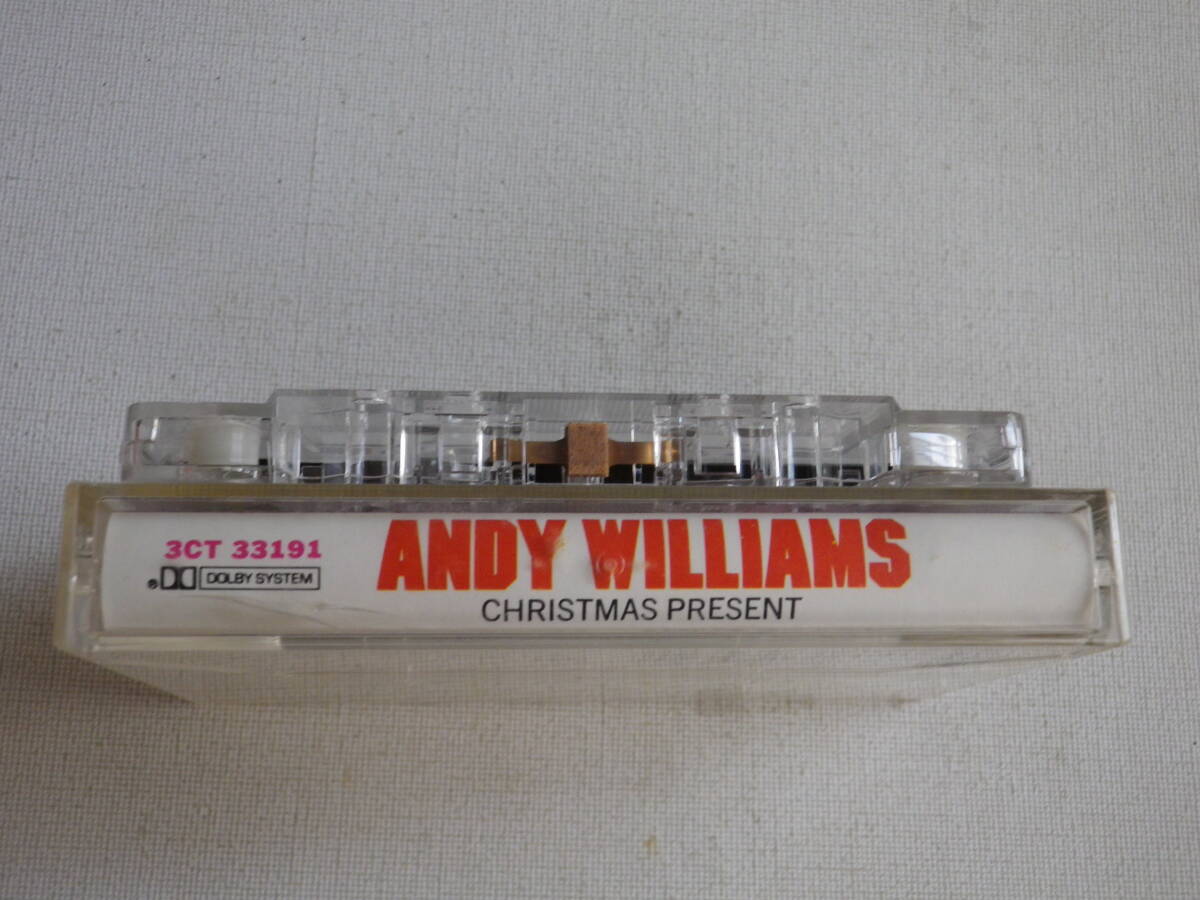 3CT 33191
ANDY WILLIAMS
® DOLBY SYSTEM
CHRISTMAS PRESENT